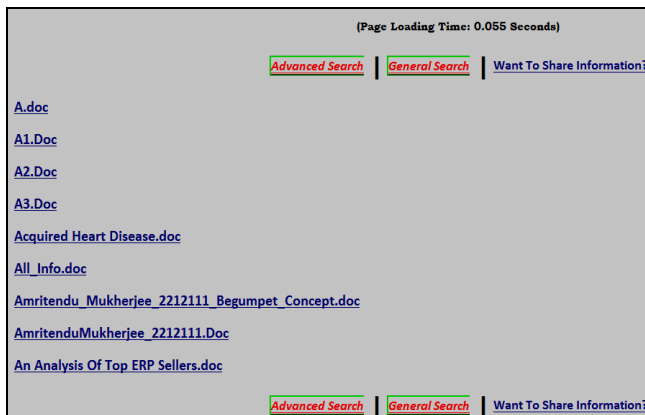 (Page Loading Time: 0.055 Seconds)
Advanced Search | General Search | Want To Share Information?
A.doc
A1.Doc
A2.Doc
A3.Doc
Acquired Heart Disease.doc
All_Info.doc
Amritendu_Mukherjee_2212111_Begumpet_Concept.doc
AmritenduMukherjee_2212111.Doc
An Analysis Of Top ERP Sellers.doc
Advanced Search | General Search | Want To Share Information?